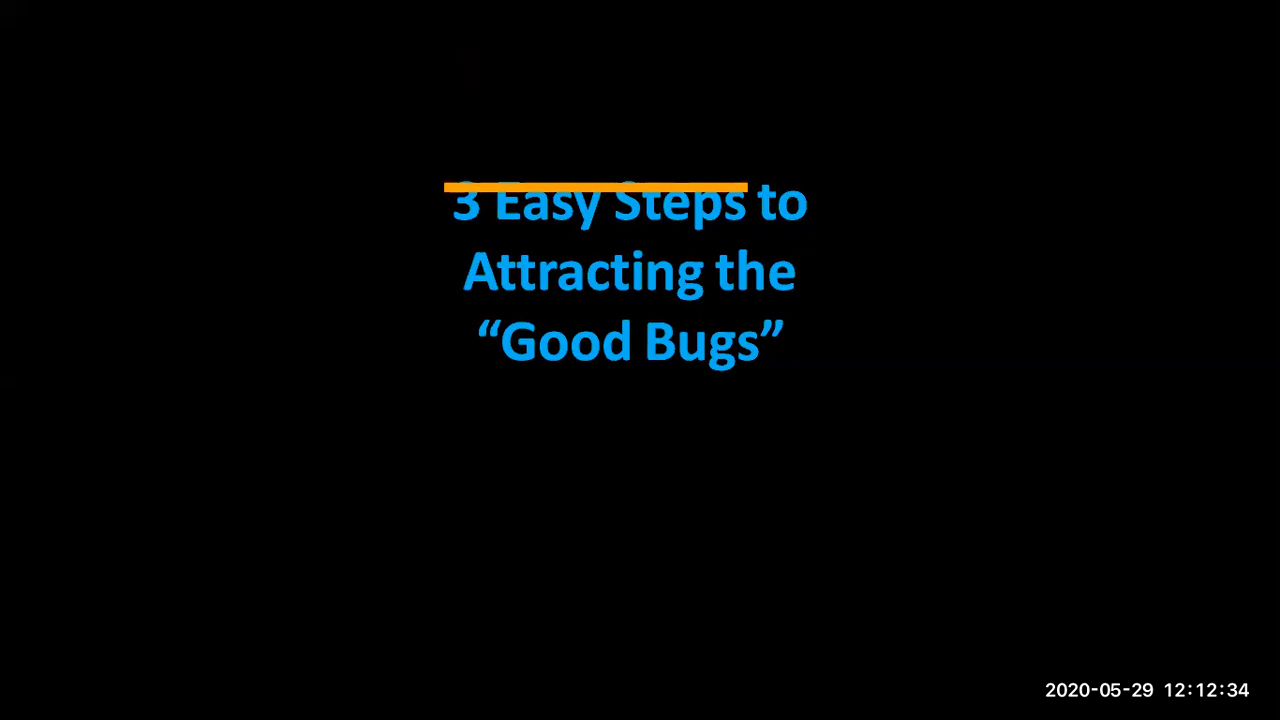 3 Easy Steps to
Attracting the
“Good Bugs”
2020-05-29 12:12:34